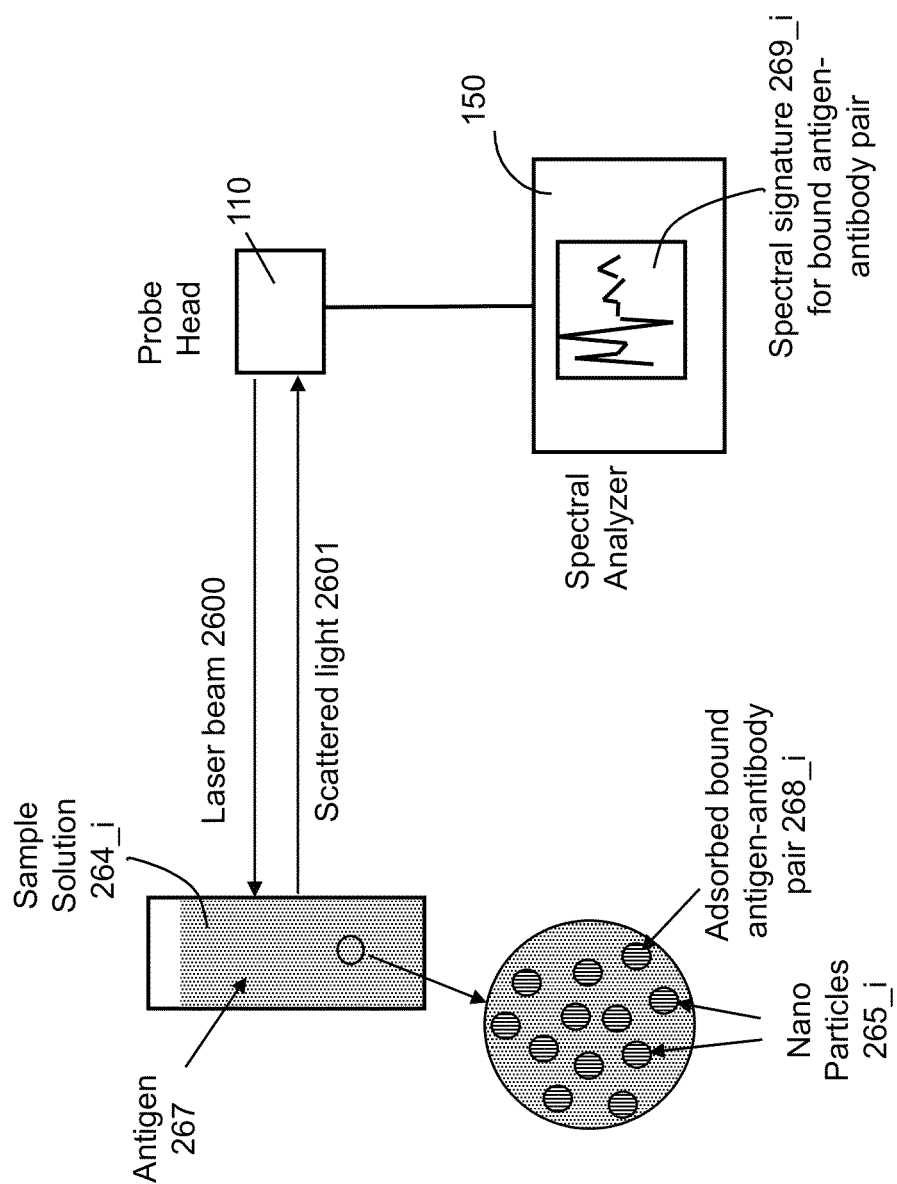 Antigen
267
Sample
Solution
264_i
Laser beam 2600
Scattered light 2601
Probe
Head
110
Nano
Particles
265_i
Adsorbed bound
antigen-antibody
pair 268_i
Spectral
Analyzer
150
Spectral signature 269_i
for bound antigen-
antibody pair